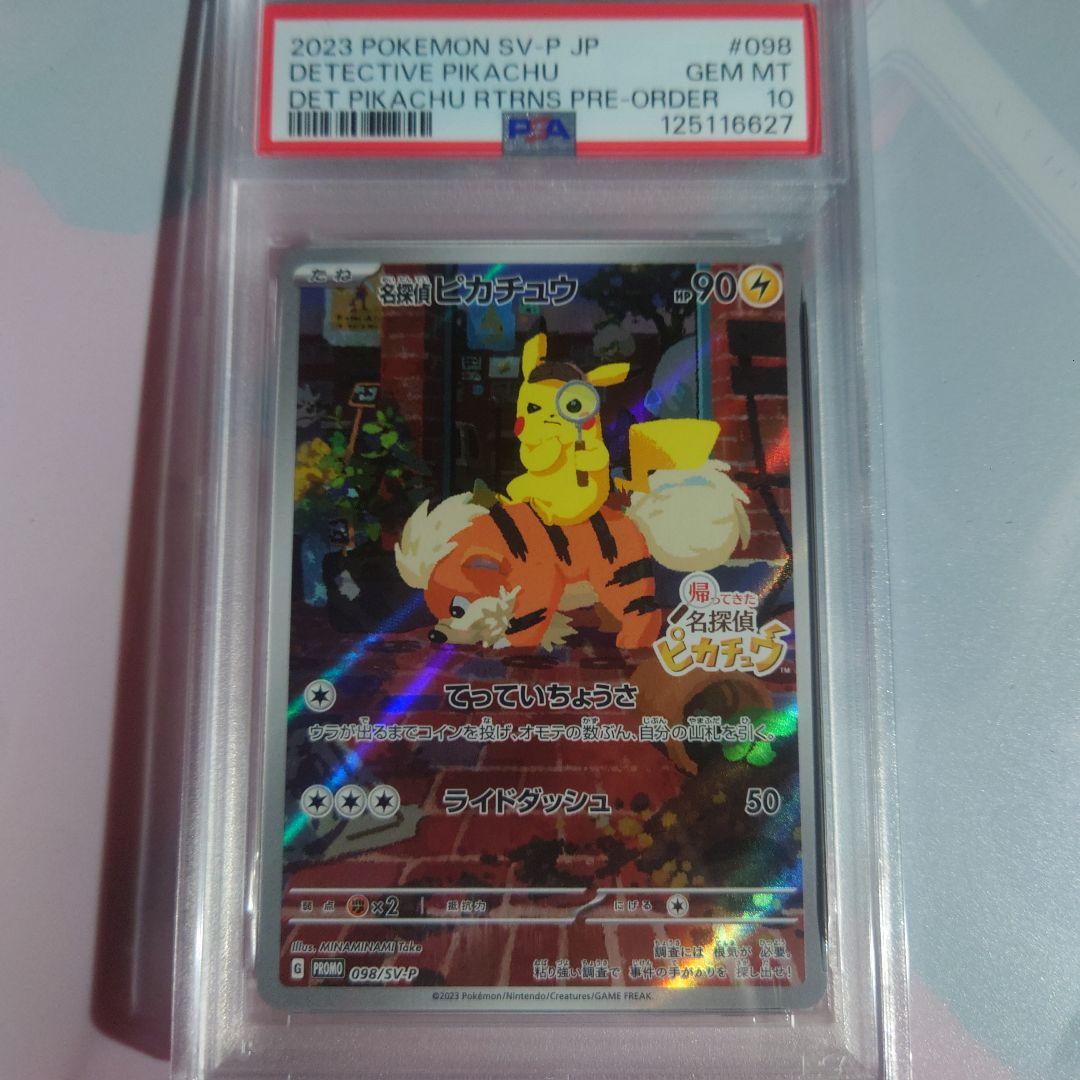 2023 POKEMON SV-P JP #098
DETECTIVE PIKACHU GEM MT
DET PIKACHU RTRNS PRE-ORDER 10
PSA 125116627
たね 名探偵ピカチュウ HP90
帰ってきた
名探偵
ピカチュウ™
てっていちょうさ
ウラが出るまでコインを投げ、オモテの数ぶん、自分の山札を引く。
ライドダッシュ 50
弱点 ×2 抵抗力 にげる
Illus. MINAMINAMI Take
調査には 根気が 必要。
G PROMO 098/SV-P
粘り強い調査で 事件の手がかりを 探し出せ!
©2023 Pokémon/Nintendo/Creatures/GAME FREAK.